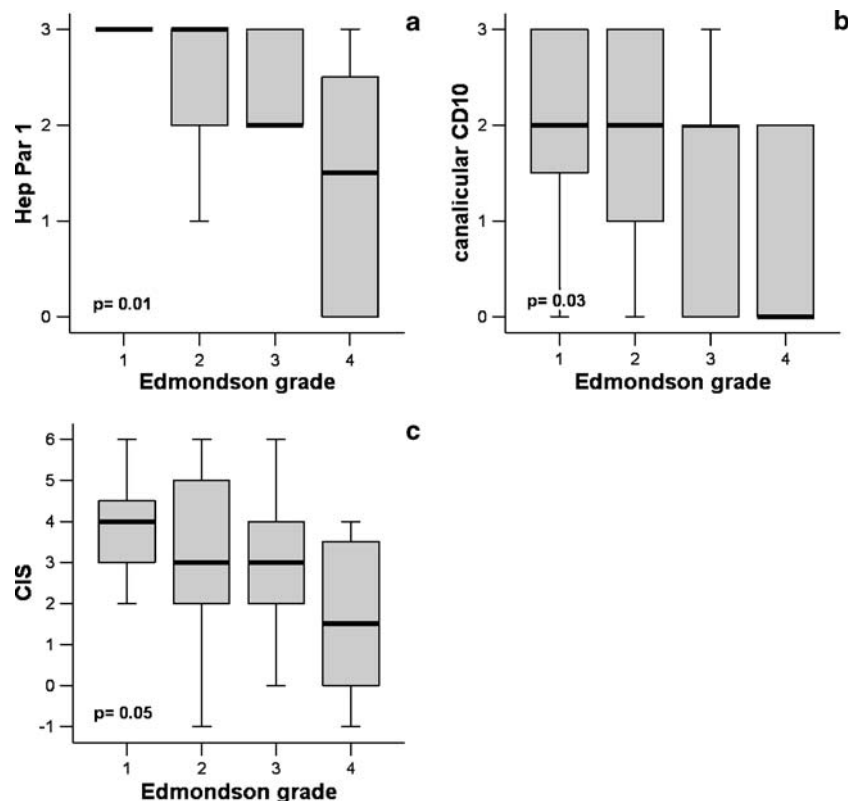 a
Hep Par 1
3
2
1
0
p= 0.01
1 2 3 4
Edmondson grade
b
canalicular CD10
3
2
1
0
p= 0.03
1 2 3 4
Edmondson grade
c
CIS
6
5
4
3
2
1
0
-1
p= 0.05
1 2 3 4
Edmondson grade